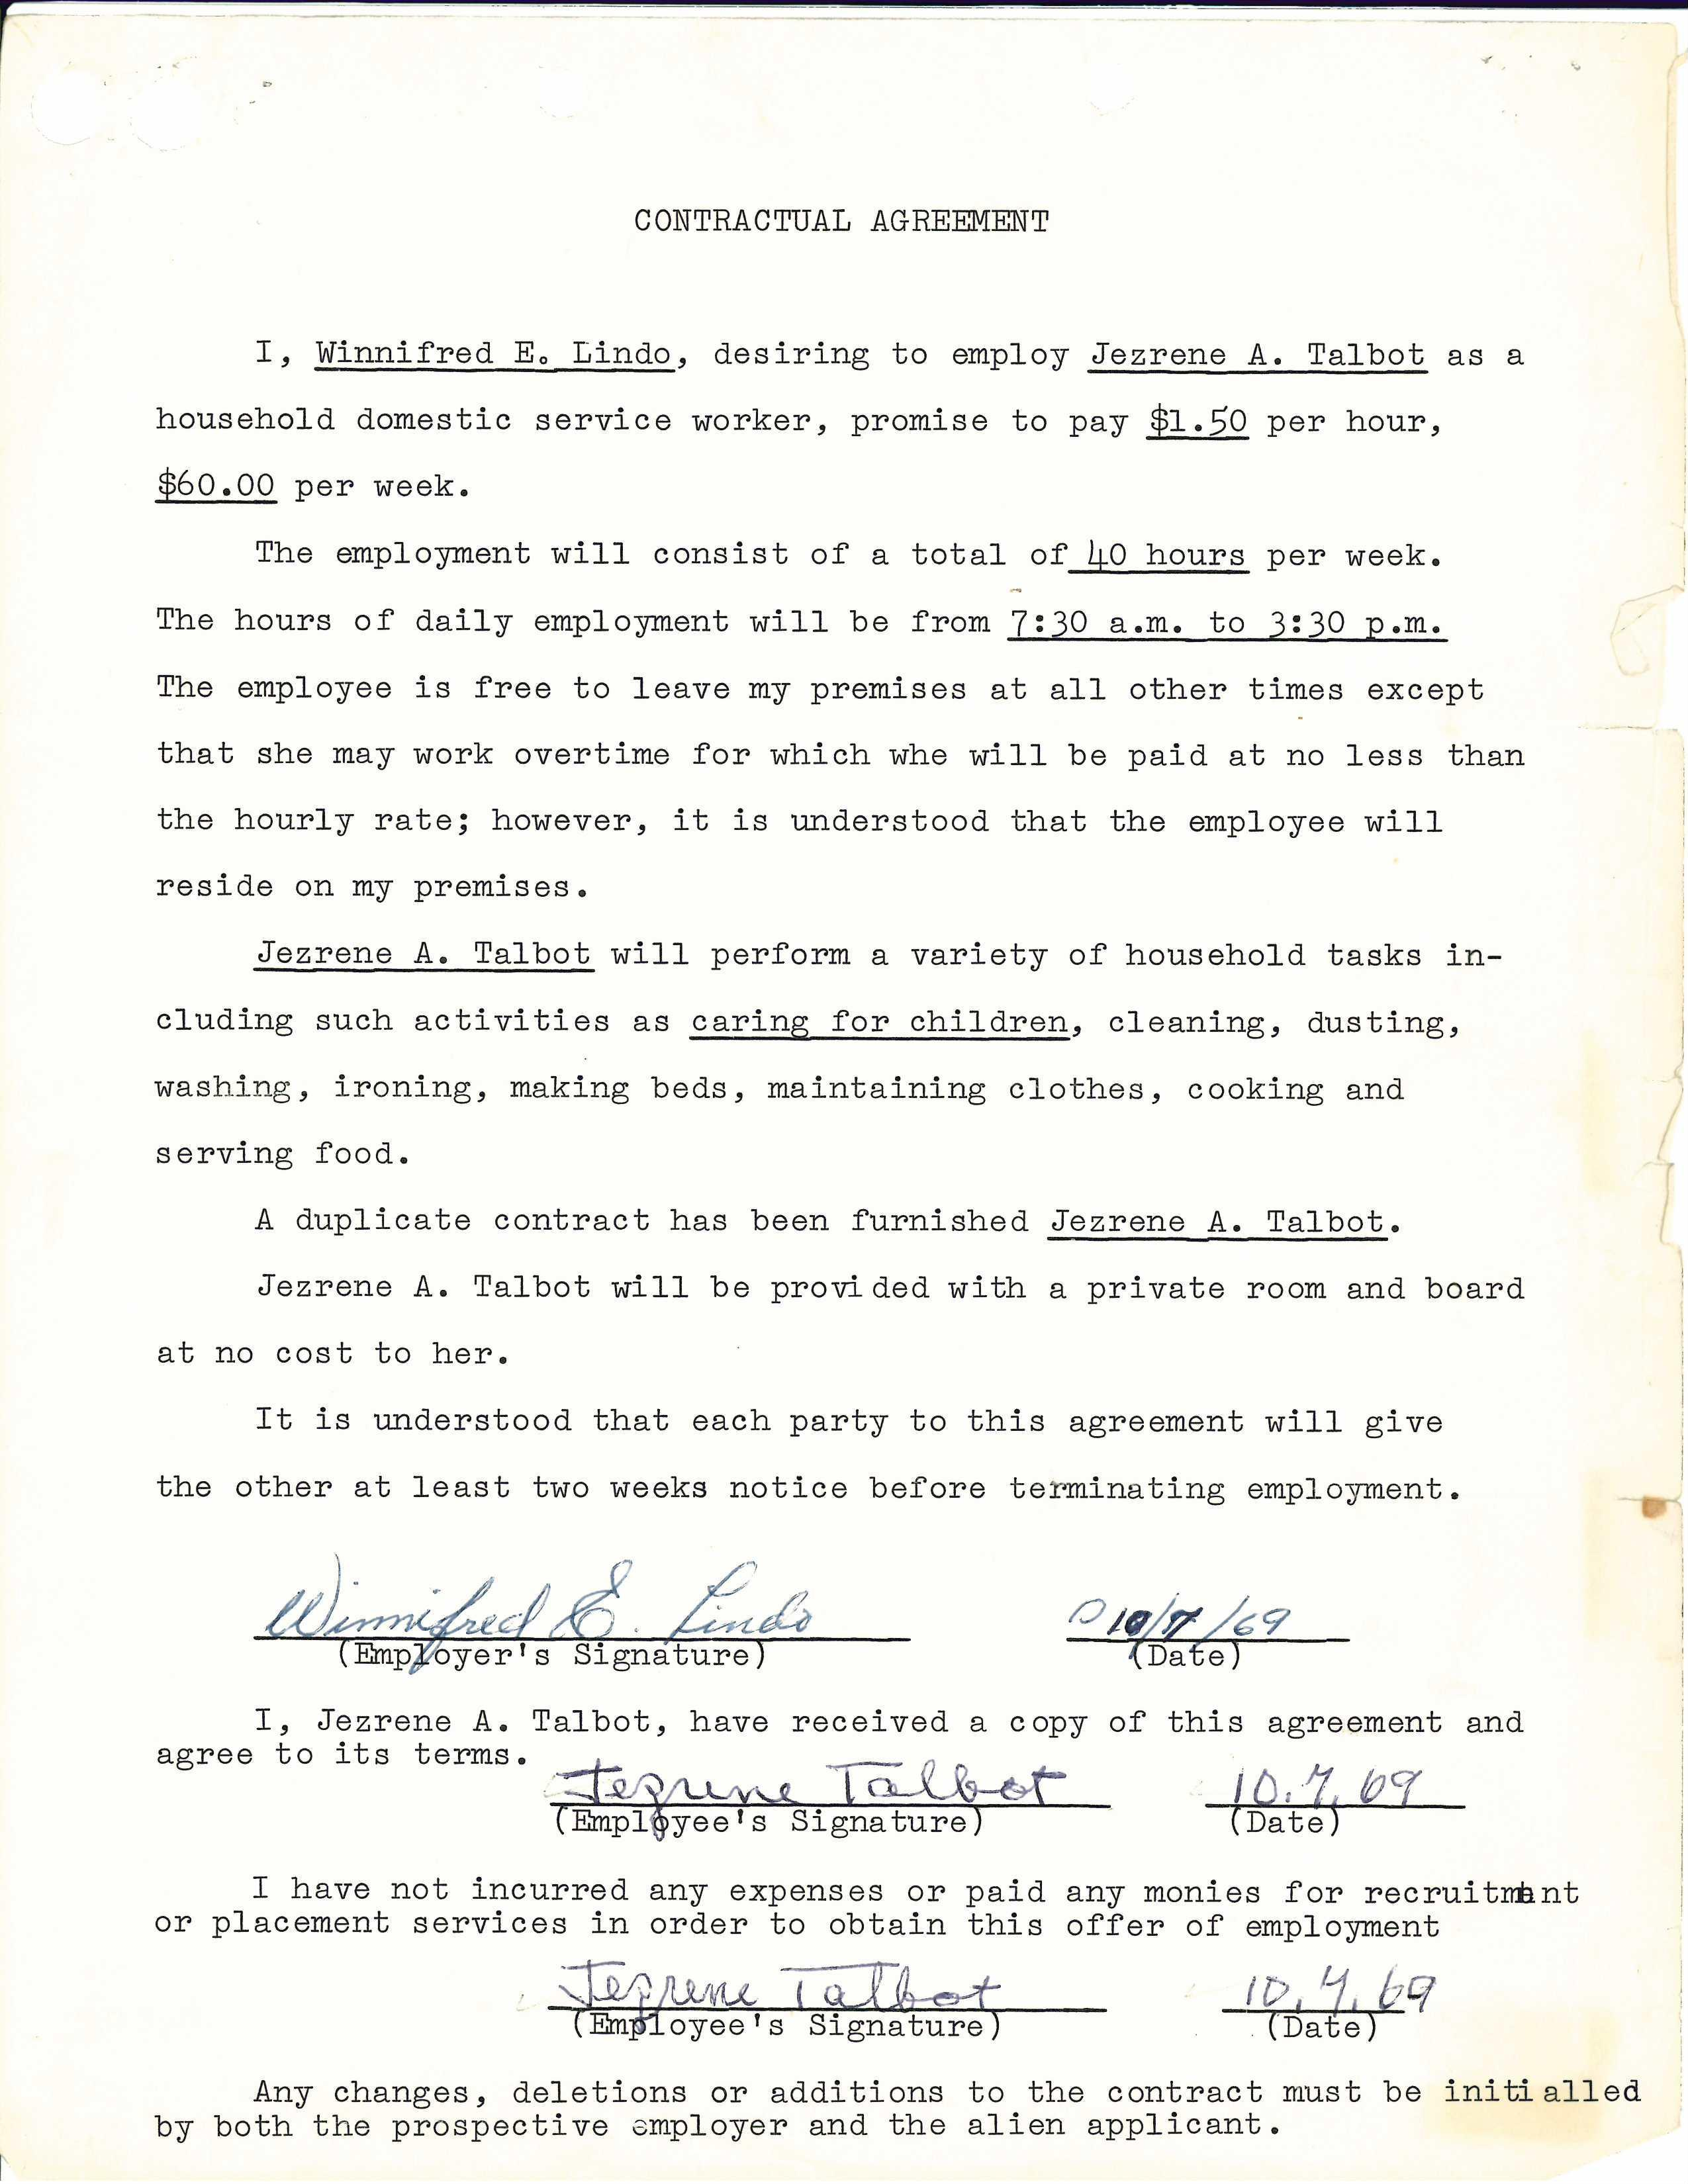 CONTRACTUAL AGREEMENT
I, Winnifred E. Lindo, desiring to employ Jezrene A. Talbot as a
household domestic service worker, promise to pay $1.50 per hour,
$60.00 per week.
The employment will consist of a total of 40 hours per week.
The hours of daily employment will be from 7:30 a.m. to 3:30 p.m.
The employee is free to leave my premises at all other times except
that she may work overtime for which whe will be paid at no less than
the hourly rate; however, it is understood that the employee will
reside on my premises.
Jezrene A. Talbot will perform a variety of household tasks in-
cluding such activities as caring for children, cleaning, dusting,
washing, ironing, making beds, maintaining clothes, cooking and
serving food.
A duplicate contract has been furnished Jezrene A. Talbot.
Jezrene A. Talbot will be provided with a private room and board
at no cost to her.
It is understood that each party to this agreement will give
the other at least two weeks notice before terminating employment.
Winnifred E. Lindo 10/7/69
(Employer's Signature) (Date)
I, Jezrene A. Talbot, have received a copy of this agreement and
agree to its terms.
Jezrene Talbot 10.7.69
(Employee's Signature) (Date)
I have not incurred any expenses or paid any monies for recruitment
or placement services in order to obtain this offer of employment
Jezrene Talbot 10.7.69
(Employee's Signature) (Date)
Any changes, deletions or additions to the contract must be initialled
by both the prospective employer and the alien applicant.